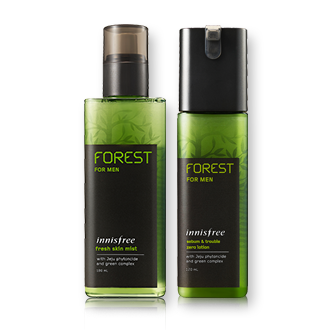 FOREST
FOR MEN
innisfree
fresh skin mist
with Jeju phytoncide
and green complex
FOREST
FOR MEN
innisfree
sebum & trouble
zero lotion
with Jeju phytoncide
and green complex